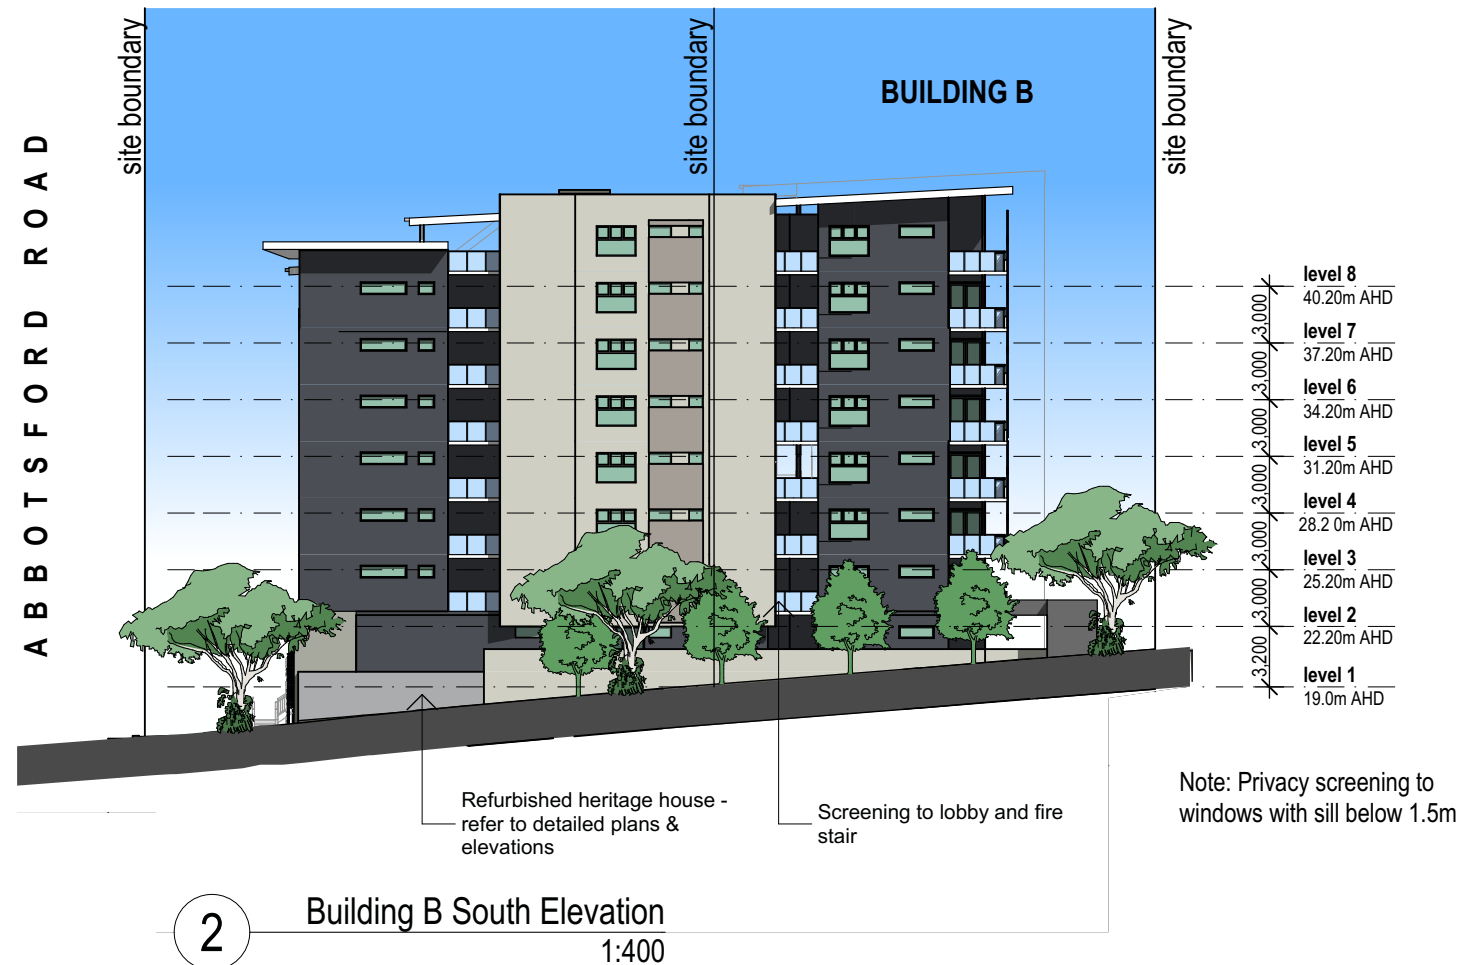 site boundary
site boundary
site boundary
BUILDING B
ABBOTSFORD ROAD
level 8
40.20m AHD
3,000
level 7
37.20m AHD
3,000
level 6
34.20m AHD
3,000
level 5
31.20m AHD
3,000
level 4
28.2 0m AHD
3,000
level 3
25.20m AHD
3,000
level 2
22.20m AHD
3,200
level 1
19.0m AHD
Note: Privacy screening to
windows with sill below 1.5m
Refurbished heritage house -
refer to detailed plans &
elevations
Screening to lobby and fire
stair
2
Building B South Elevation
1:400